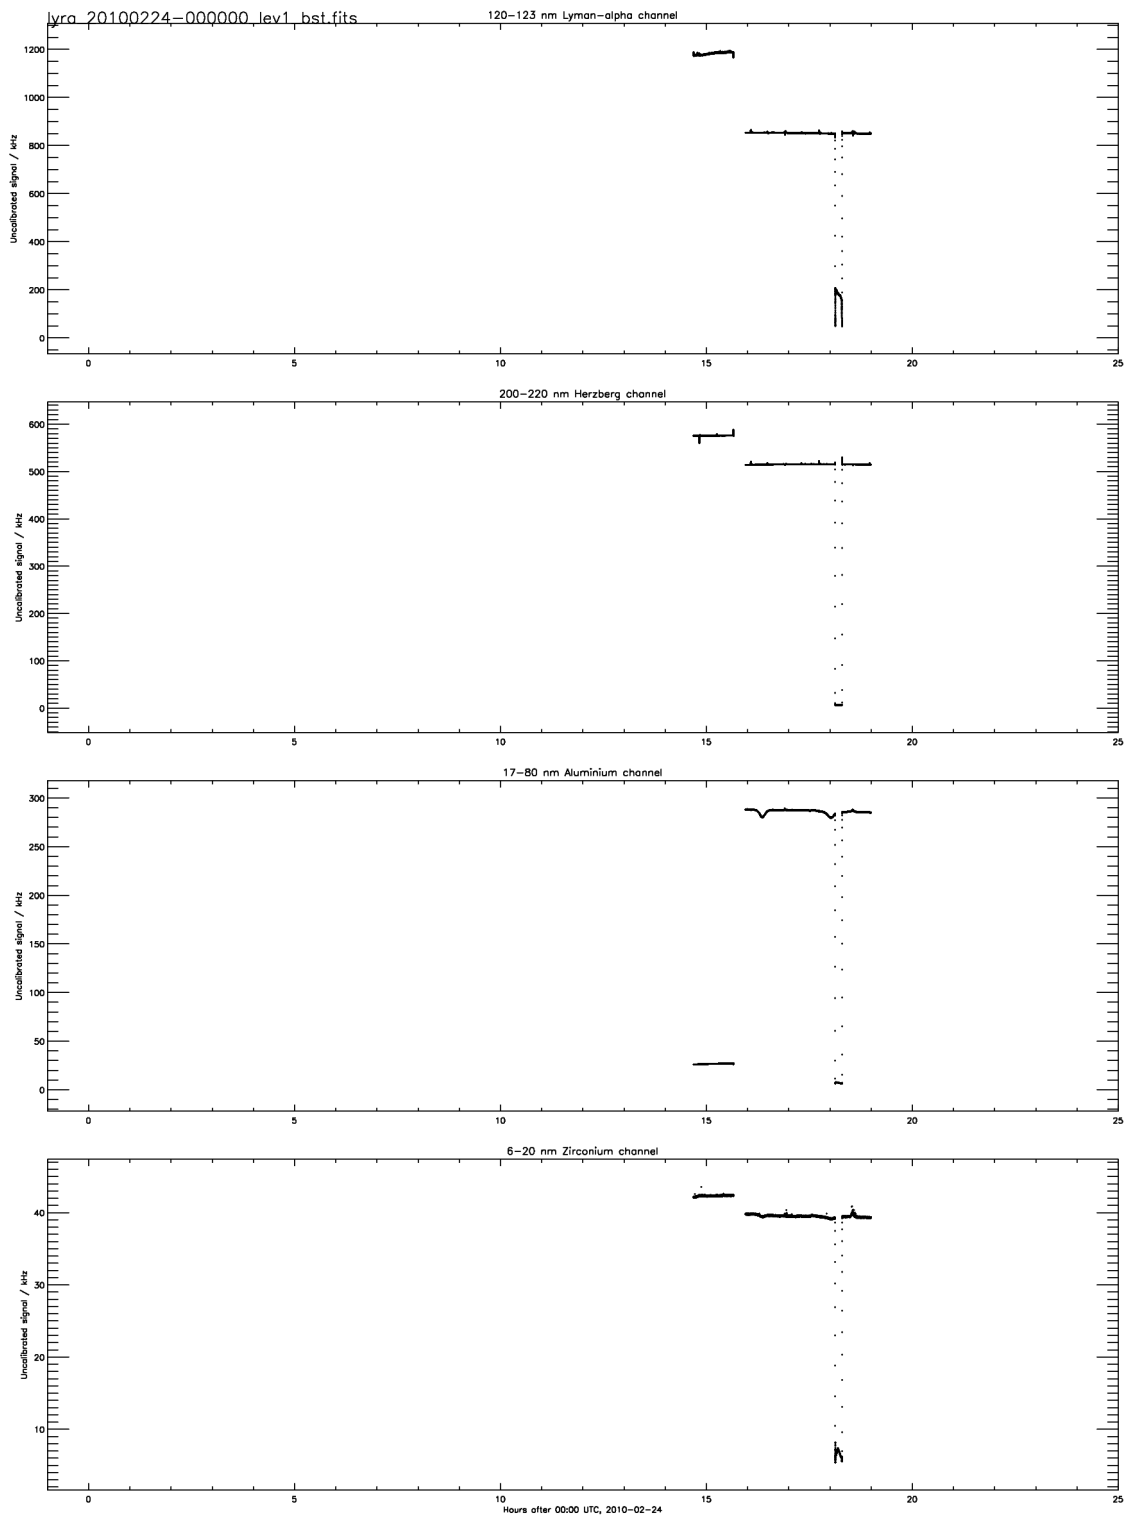 lyra_20100224-000000_lev1_bst.fits
120-123 nm Lyman-alpha channel
1200
1000
800
600
400
200
0
Uncalibrated signal / kHz
0 5 10 15 20 25
200-220 nm Herzberg channel
600
500
400
300
200
100
0
Uncalibrated signal / kHz
0 5 10 15 20 25
17-80 nm Aluminium channel
300
250
200
150
100
50
0
Uncalibrated signal / kHz
0 5 10 15 20 25
6-20 nm Zirconium channel
40
30
20
10
Uncalibrated signal / kHz
0 5 10 15 20 25
Hours after 00:00 UTC, 2010-02-24